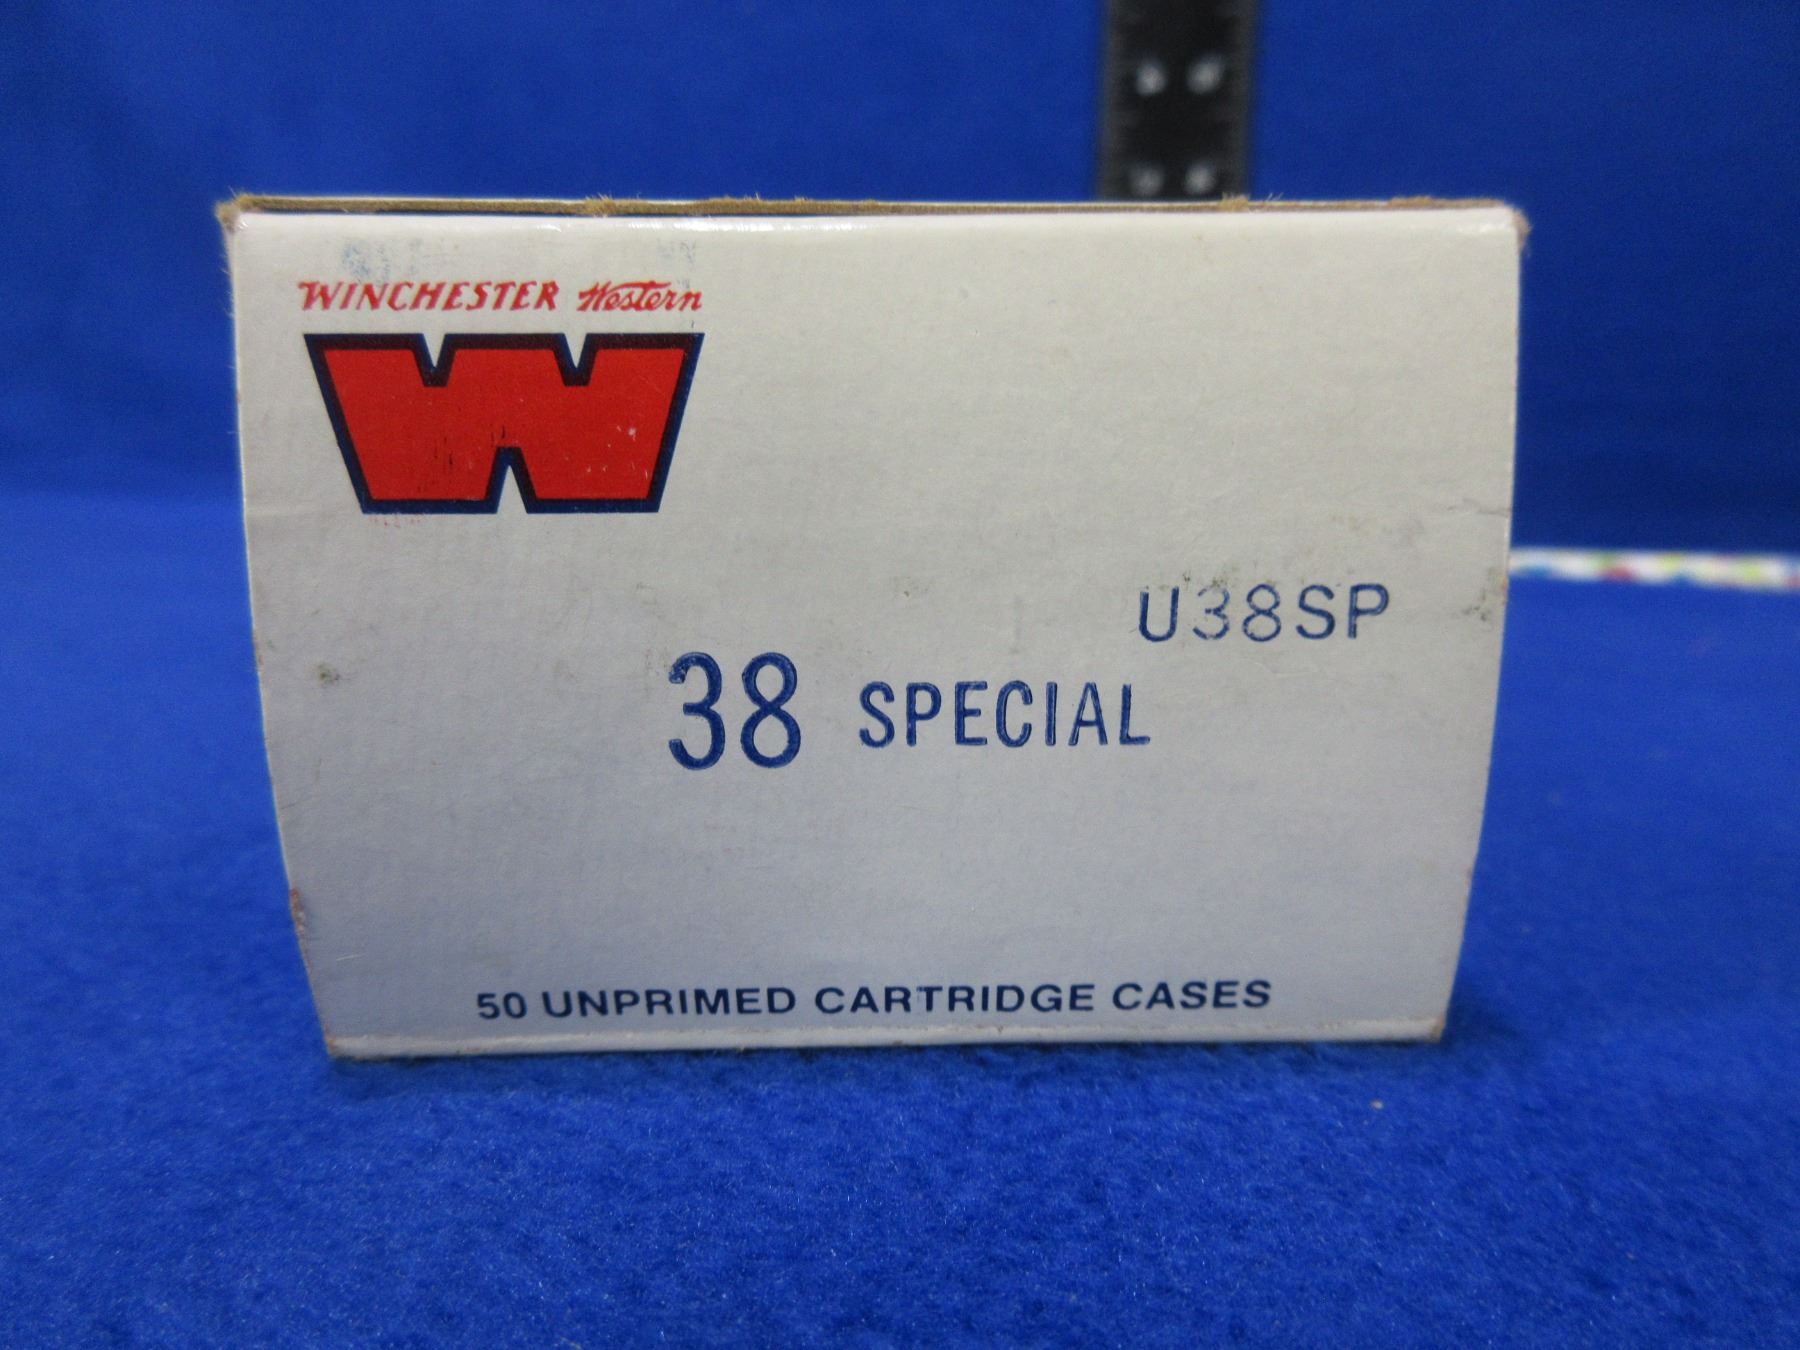 WINCHESTER Western
W
U38SP
38 SPECIAL
50 UNPRIMED CARTRIDGE CASES